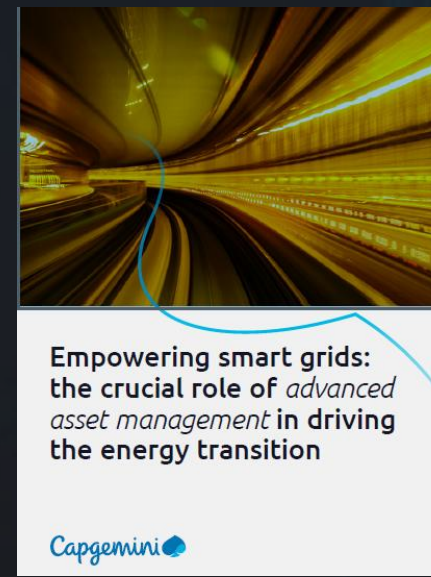 Empowering smart grids:
the crucial role of advanced
asset management in driving
the energy transition
Capgemini